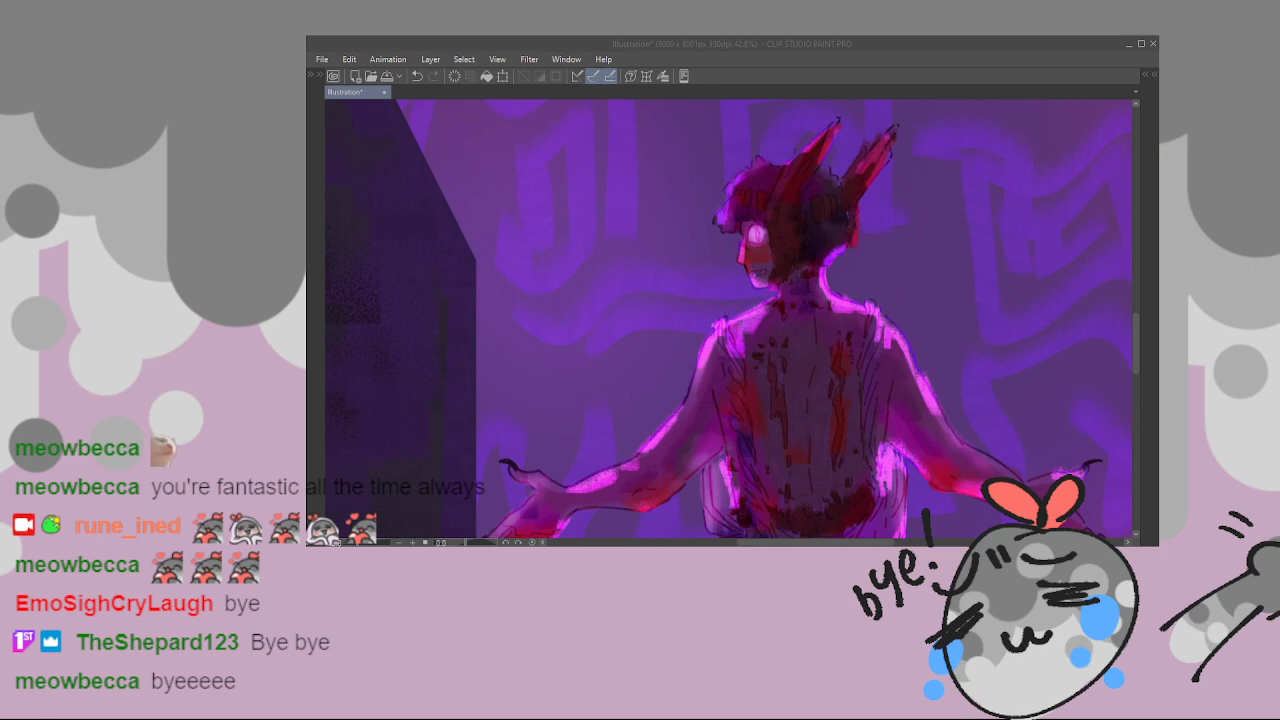 Illustration* (6000 x 8001px 350dpi 42.8%) - CLIP STUDIO PAINT PRO
File Edit Animation Layer Select View Filter Window Help
Illustration*
meowbecca
meowbecca you're fantastic all the time always
rune_ined
meowbecca
EmoSighCryLaugh bye
1ST TheShepard123 Bye bye
meowbecca byeeeee
bye!